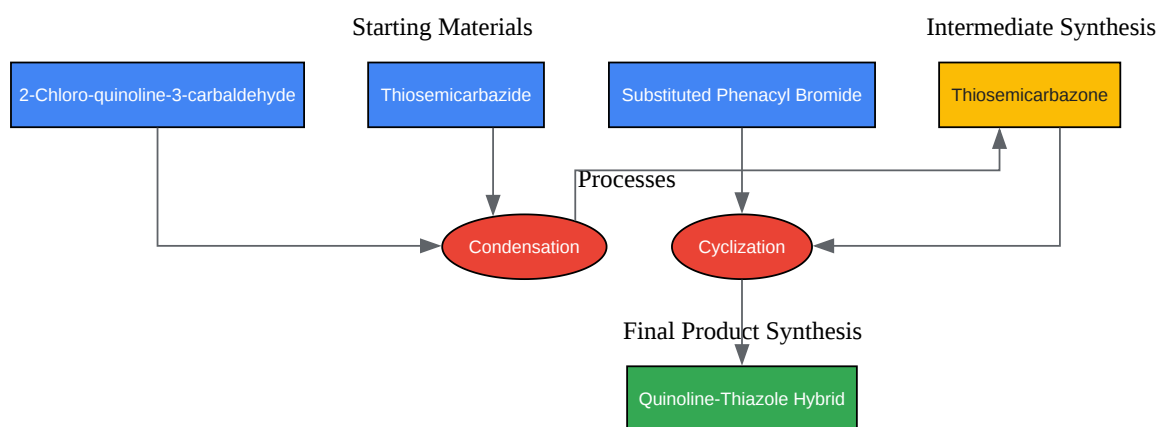 Starting Materials
Intermediate Synthesis
2-Chloro-quinoline-3-carbaldehyde
Thiosemicarbazide
Substituted Phenacyl Bromide
Thiosemicarbazone
Processes
Condensation
Cyclization
Final Product Synthesis
Quinoline-Thiazole Hybrid